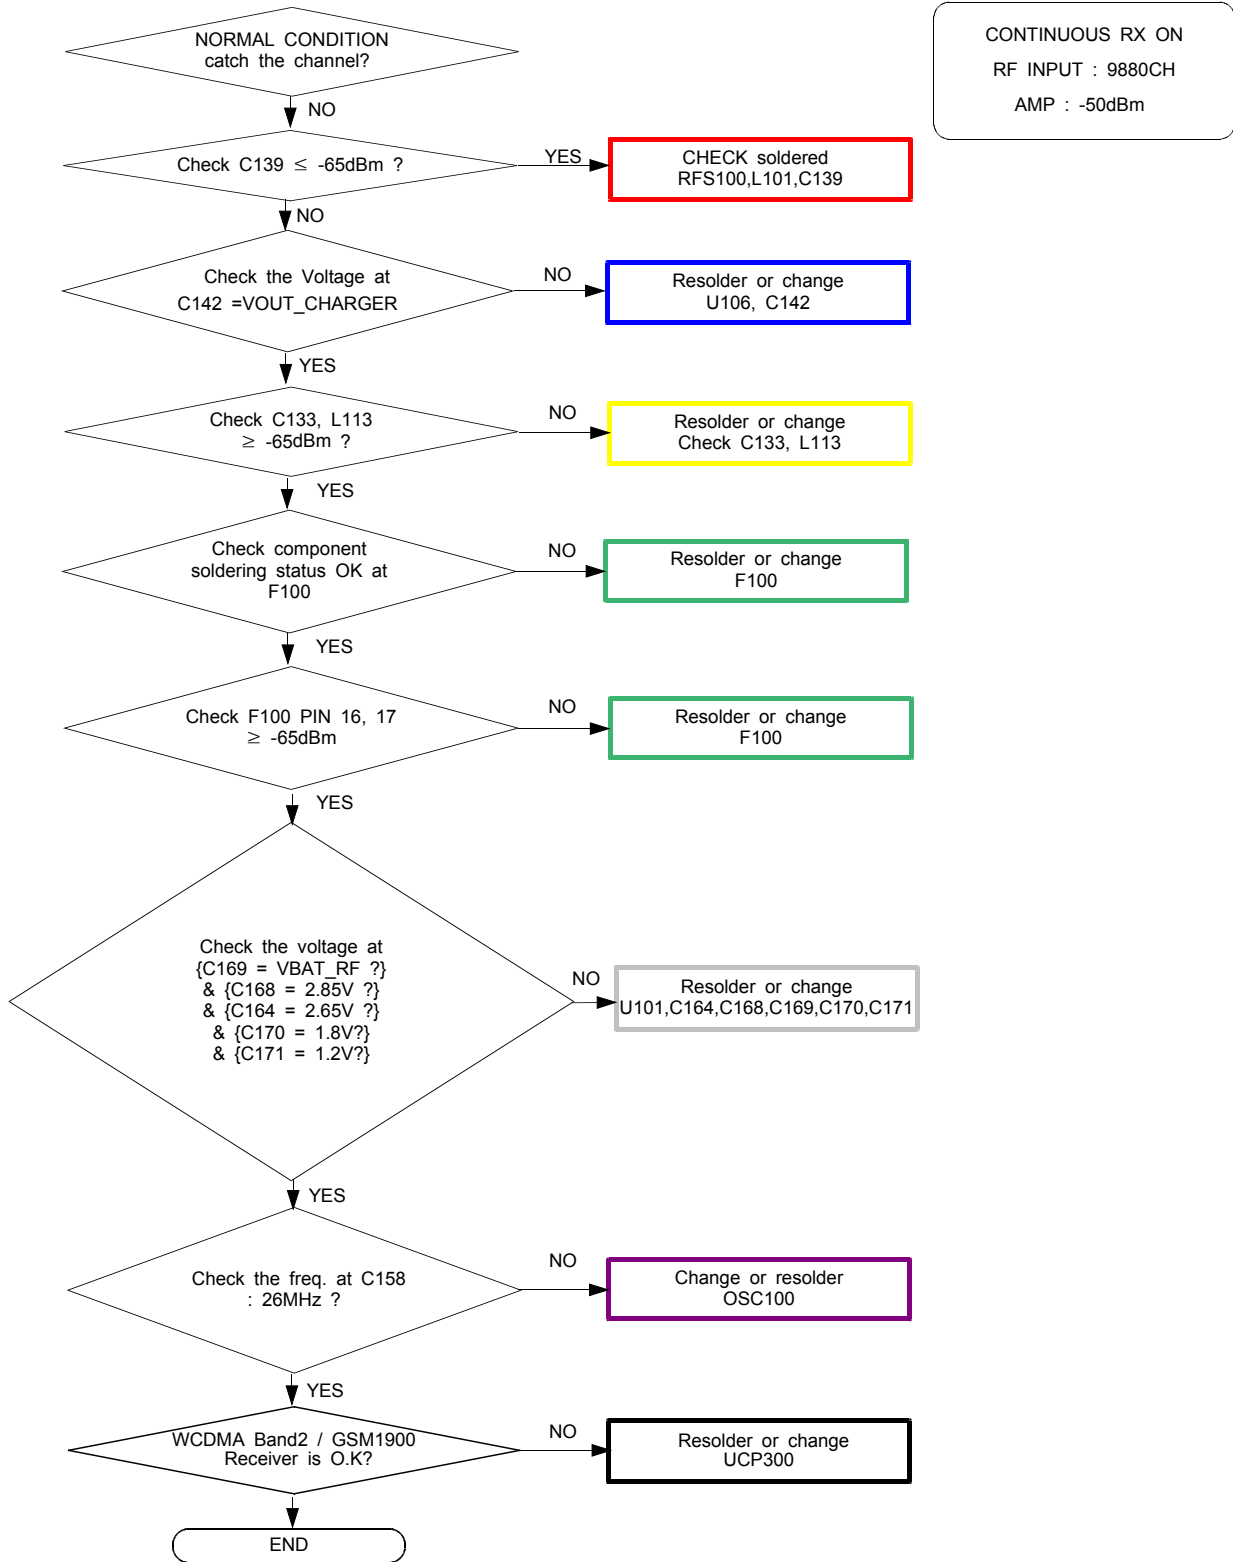 NORMAL CONDITION
catch the channel?
CONTINUOUS RX ON
RF INPUT : 9880CH
AMP : -50dBm
NO
Check C139 ≤ -65dBm ?
YES
CHECK soldered
RFS100,L101,C139
NO
Check the Voltage at
C142 =VOUT_CHARGER
NO
Resolder or change
U106, C142
YES
Check C133, L113
≥ -65dBm ?
NO
Resolder or change
Check C133, L113
YES
Check component
soldering status OK at
F100
NO
Resolder or change
F100
YES
Check F100 PIN 16, 17
≥ -65dBm
NO
Resolder or change
F100
YES
Check the voltage at
{C169 = VBAT_RF ?}
& {C168 = 2.85V ?}
& {C164 = 2.65V ?}
& {C170 = 1.8V?}
& {C171 = 1.2V?}
NO
Resolder or change
U101,C164,C168,C169,C170,C171
YES
Check the freq. at C158
: 26MHz ?
NO
Change or resolder
OSC100
YES
WCDMA Band2 / GSM1900
Receiver is O.K?
NO
Resolder or change
UCP300
END